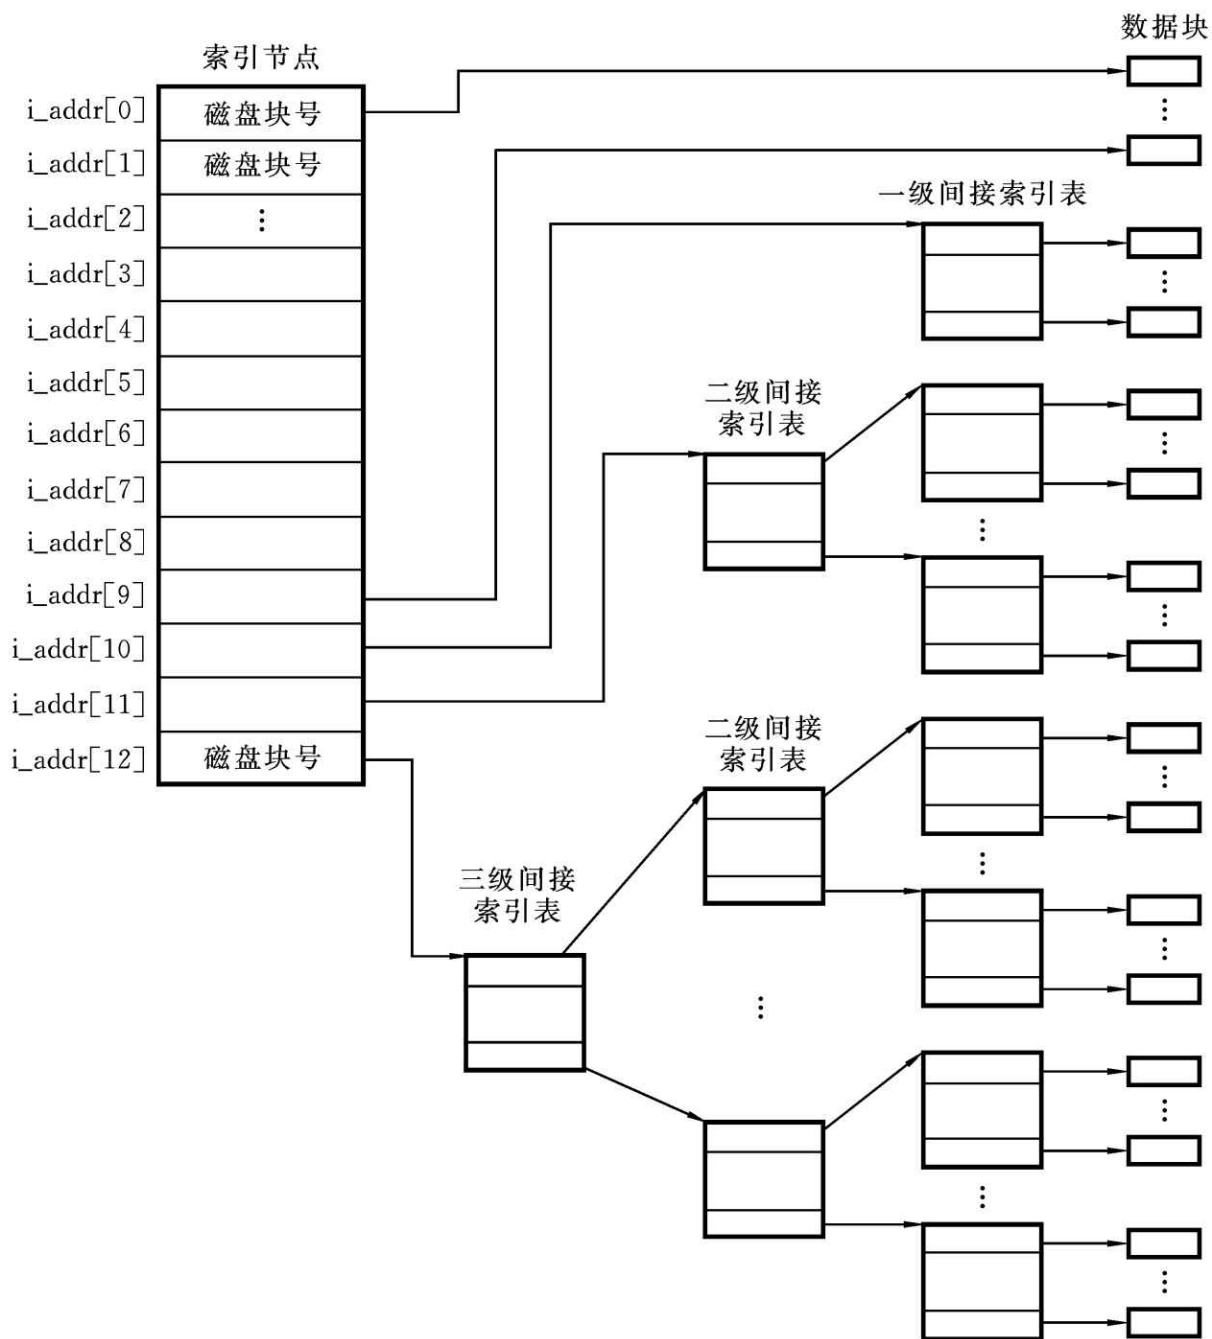 数据块
索引节点
i_addr[0] 磁盘块号
⋮
i_addr[1] 磁盘块号
一级间接索引表
i_addr[2] ⋮
i_addr[3]
⋮
i_addr[4]
i_addr[5]
二级间接
索引表
i_addr[6]
⋮
i_addr[7]
i_addr[8]
⋮
i_addr[9]
⋮
i_addr[10]
i_addr[11]
二级间接
索引表
i_addr[12] 磁盘块号
⋮
⋮
三级间接
索引表
⋮
⋮
⋮
⋮
⋮